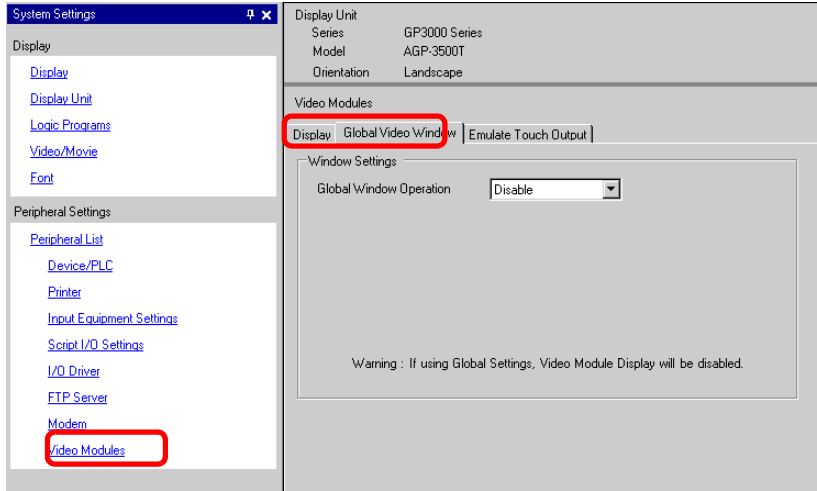 System Settings
Display
Display
Display Unit
Logic Programs
Video/Movie
Font
Peripheral Settings
Peripheral List
Device/PLC
Printer
Input Equipment Settings
Script I/O Settings
I/O Driver
FTP Server
Modem
Video Modules
Display Unit
Series GP3000 Series
Model AGP-3500T
Orientation Landscape
Video Modules
Display Global Video Window Emulate Touch Output
Window Settings
Global Window Operation Disable
Warning : If using Global Settings, Video Module Display will be disabled.